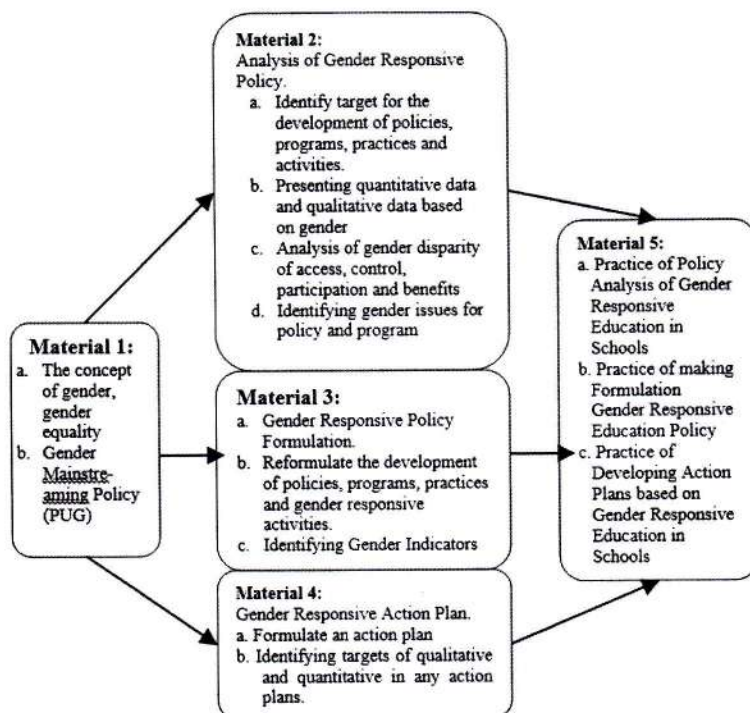 Material 1:
a. The concept of gender, gender equality
b. Gender Mainstre-
aming Policy
(PUG)
Material 2:
Analysis of Gender Responsive
Policy.
a. Identify target for the
development of policies,
programs, practices and
activities.
b. Presenting quantitative data
and qualitative data based
on gender
c. Analysis of gender disparity
of access, control,
participation and benefits
d. Identifying gender issues for
policy and program
Material 3:
a. Gender Responsive Policy
Formulation.
b. Reformulate the development
of policies, programs, practices
and gender responsive
activities.
c. Identifying Gender Indicators
Material 4:
Gender Responsive Action Plan.
a. Formulate an action plan
b. Identifying targets of qualitative
and quantitative in any action
plans.
Material 5:
a. Practice of Policy
Analysis of Gender
Responsive
Education in
Schools
b. Practice of making
Formulation
Gender Responsive
Education Policy
c. Practice of
Developing Action
Plans based on
Gender Responsive
Education in
Schools